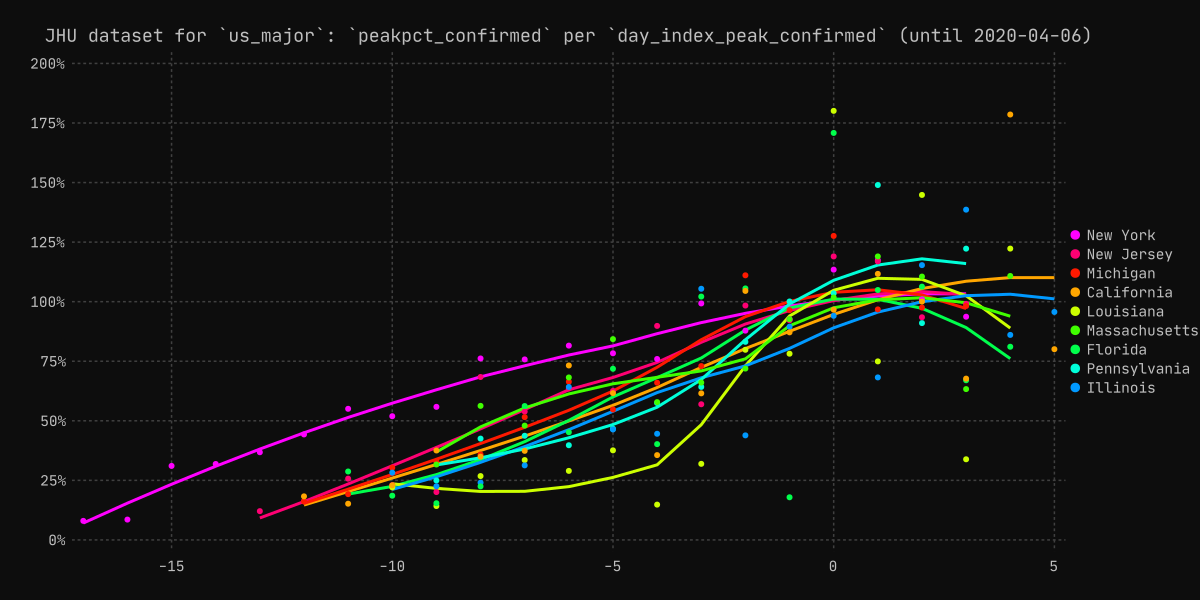 JHU dataset for `us_major`: `peakpct_confirmed` per `day_index_peak_confirmed` (until 2020-04-06)
200%
175%
150%
125%
100%
75%
50%
25%
0%
-15
-10
-5
0
5
New York
New Jersey
Michigan
California
Louisiana
Massachusetts
Florida
Pennsylvania
Illinois